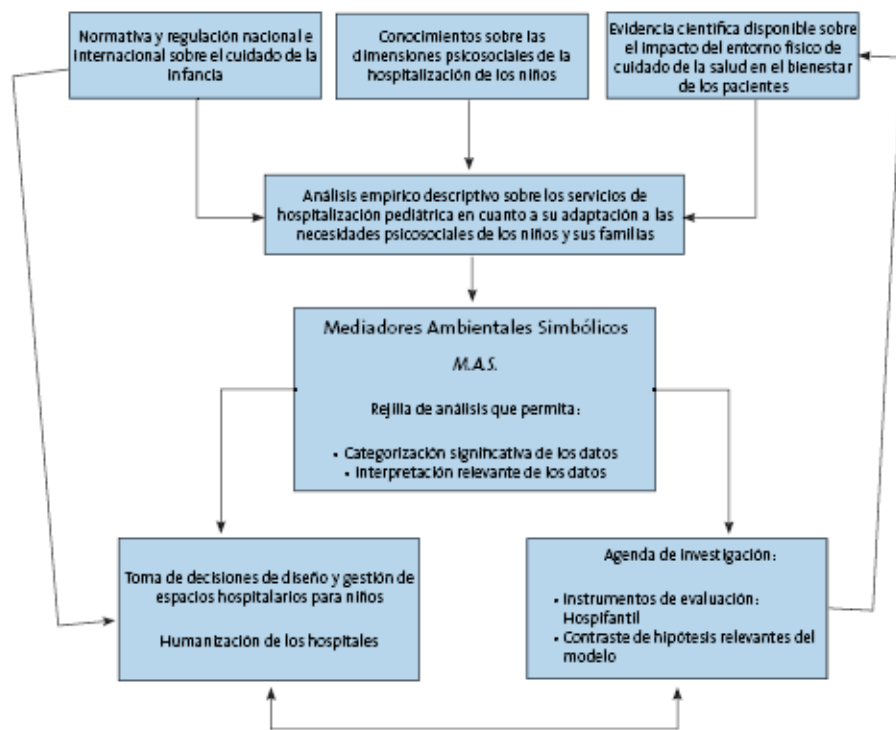 Normativa y regulación nacional e
internacional sobre el cuidado de la
infancia
Conocimientos sobre las
dimensiones psicosociales de la
hospitalización de los niños
Evidencia científica disponible sobre
el impacto del entorno físico de
cuidado de la salud en el bienestar
de los pacientes
Análisis empírico descriptivo sobre los servicios de
hospitalización pediátrica en cuanto a su adaptación a las
necesidades psicosociales de los niños y sus familias
Mediadores Ambientales Simbólicos
M.A.S.
Rejilla de análisis que permita:
• Categorización significativa de los datos
• Interpretación relevante de los datos
Toma de decisiones de diseño y gestión de
espacios hospitalarios para niños
Humanización de los hospitales
Agenda de investigación:
• Instrumentos de evaluación:
Hospifantil
• Contraste de hipótesis relevantes del
modelo